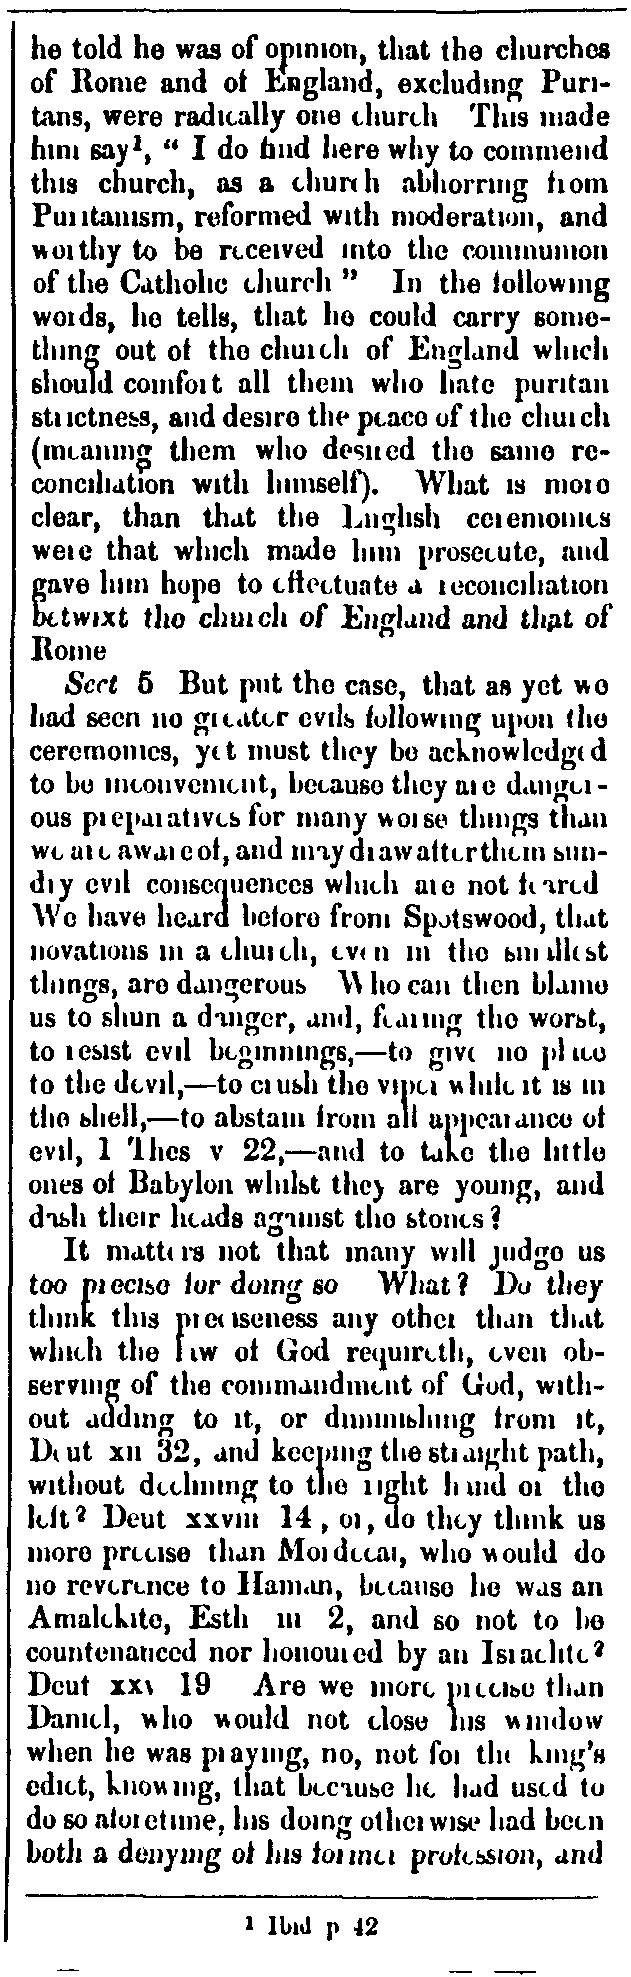 he told he was of opinion, that the churches
of Rome and of England, excluding Puri-
tans, were radically one church This made
him say¹, “ I do find here why to commend
this church, as a church abhorring from
Puritanism, reformed with moderation, and
worthy to be received into the communion
of the Catholic church ” In the following
words, he tells, that he could carry some-
thing out of the church of England which
should comfort all them who hate puritan
strictness, and desire the peace of the church
(meaning them who desired the same re-
conciliation with himself). What is more
clear, than that the English ceremonies
were that which made him prosecute, and
gave him hope to effectuate a reconciliation
betwixt the church of England and that of
Rome
Sect 5 But put the case, that as yet we
had seen no greater evils following upon the
ceremonies, yet must they be acknowledged
to be inconvenient, because they are danger-
ous preparatives for many worse things than
we are aware of, and may draw after them sun-
dry evil consequences which are not feared
We have heard before from Spotswood, that
novations in a church, even in the smallest
things, are dangerous Who can then blame
us to shun a danger, and, fearing the worst,
to resist evil beginnings,—to give no place
to the devil,—to crush the viper while it is in
the shell,—to abstain from all appearance of
evil, 1 Thes v 22,—and to take the little
ones of Babylon whilst they are young, and
dash their heads against the stones?
It matters not that many will judge us
too precise for doing so What? Do they
think this preciseness any other than that
which the law of God requireth, even ob-
serving of the commandment of God, with-
out adding to it, or diminishing from it,
Deut xii 32, and keeping the straight path,
without declining to the right hand or the
left? Deut xxviii 14 , or, do they think us
more precise than Mordecai, who would do
no reverence to Haman, because he was an
Amalekite, Esth iii 2, and so not to be
countenanced nor honoured by an Israelite?
Deut xxv 19 Are we more precise than
Daniel, who would not close his window
when he was praying, no, not for the king's
edict, knowing, that because he had used to
do so aforetime, his doing otherwise had been
both a denying of his former profession, and
¹ Ibid p 42